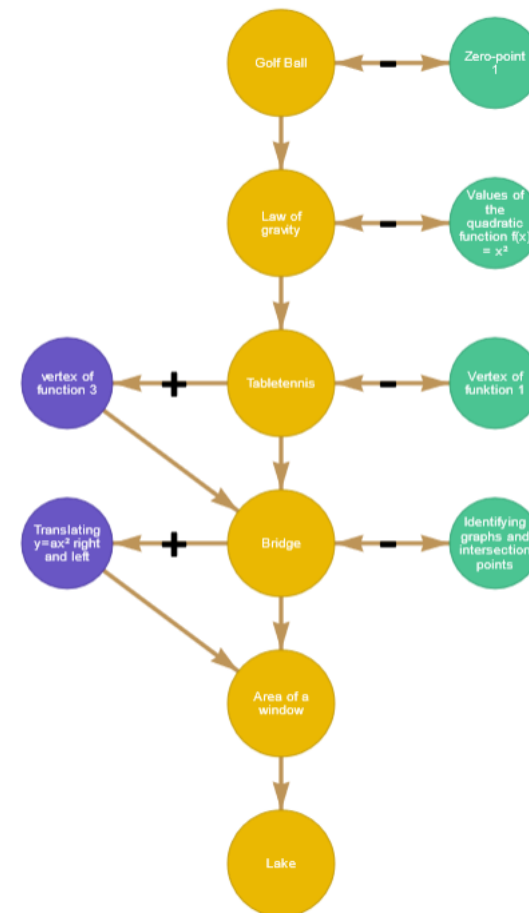 Golf Ball
-
Zero-point
1
Law of
gravity
-
Values of
the
quadratic
function f(x)
= x²
vertex of
function 3
+
Tabletennis
-
Vertex of
funktion 1
Translating
y=ax² right
and left
+
Bridge
-
Identifying
graphs and
intersection
points
Area of a
window
Lake